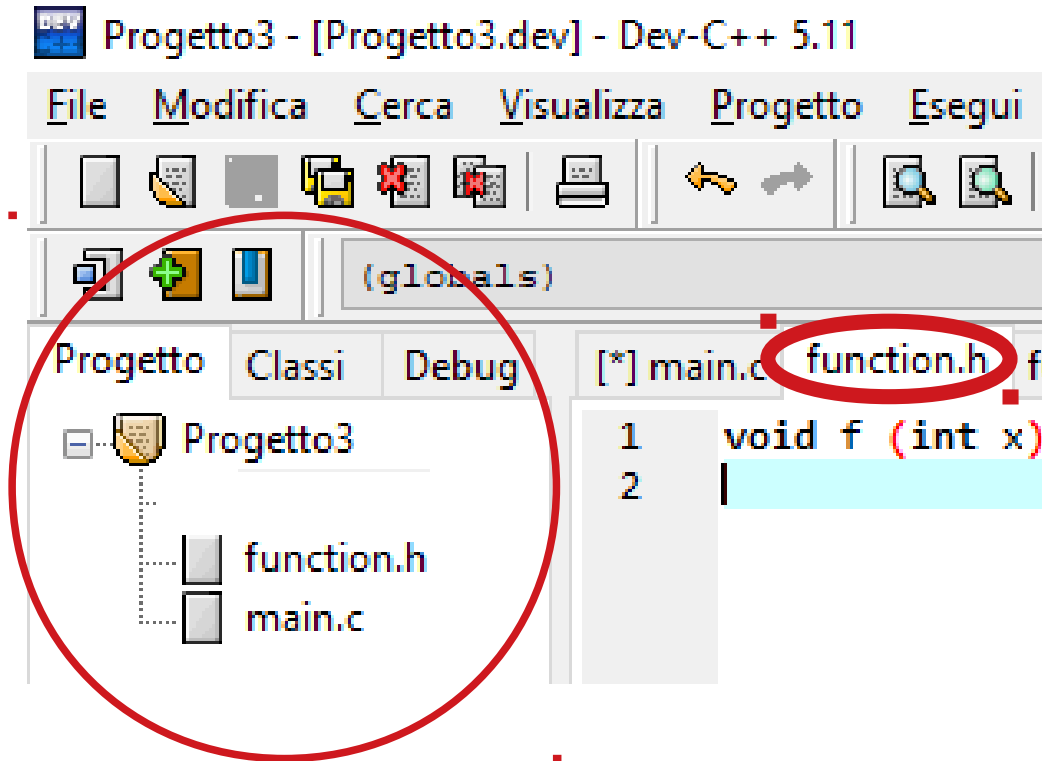 DEV C++ Progetto3 - [Progetto3.dev] - Dev-C++ 5.11
File Modifica Cerca Visualizza Progetto Esegui
(globals)
Progetto Classi Debug [*] main.c function.h f
Progetto3 1 void f (int x)
2
function.h
main.c